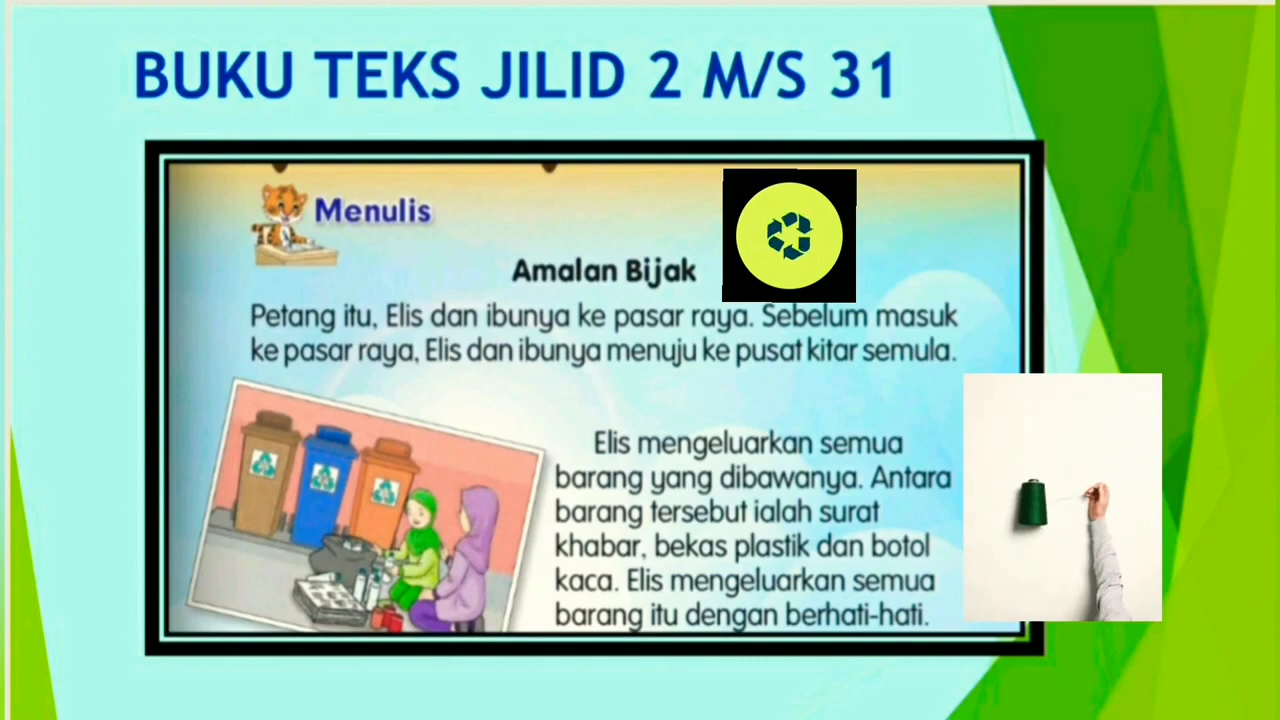 BUKU TEKS JILID 2 M/S 31
Menulis
Amalan Bijak
Petang itu, Elis dan ibunya ke pasar raya. Sebelum masuk
ke pasar raya, Elis dan ibunya menuju ke pusat kitar semula.
Elis mengeluarkan semua
barang yang dibawanya. Antara
barang tersebut ialah surat
khabar, bekas plastik dan botol
kaca. Elis mengeluarkan semua
barang itu dengan berhati-hati.